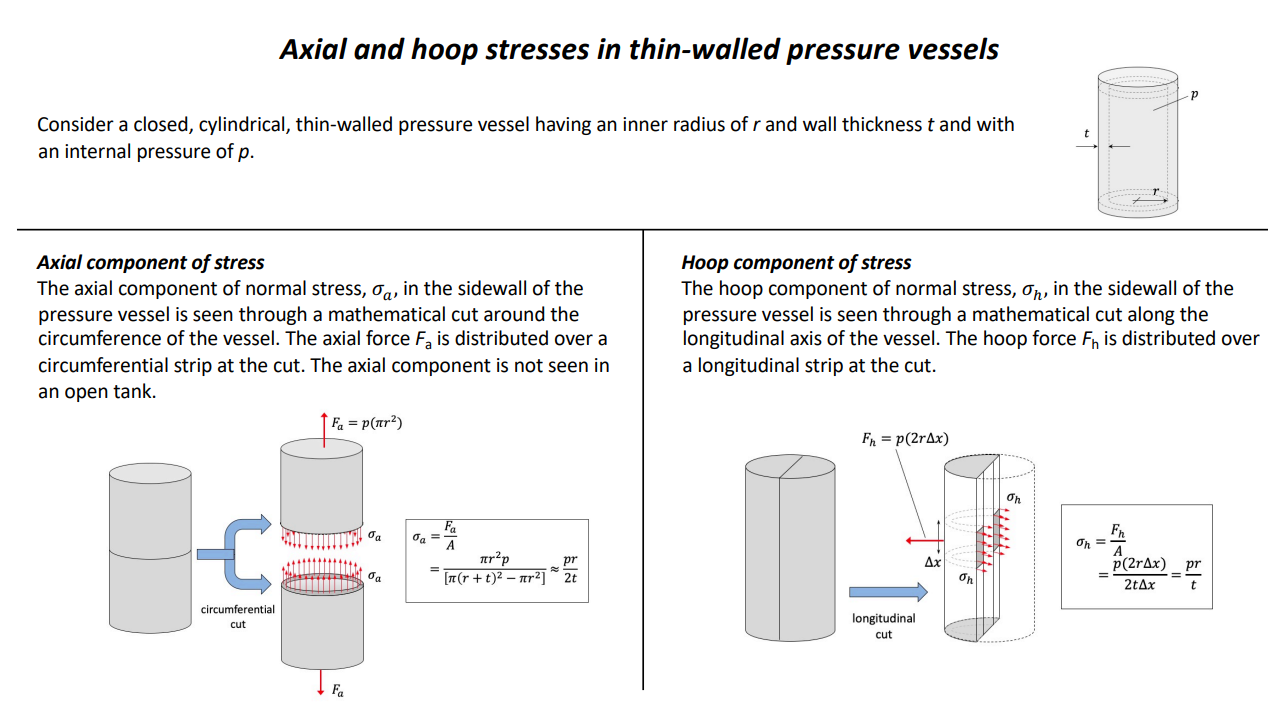 Axial and hoop stresses in thin-walled pressure vessels
Consider a closed, cylindrical, thin-walled pressure vessel having an inner radius of r and wall thickness t and with
an internal pressure of p.
p
t
r
Axial component of stress
The axial component of normal stress, σₐ, in the sidewall of the
pressure vessel is seen through a mathematical cut around the
circumference of the vessel. The axial force Fₐ is distributed over a
circumferential strip at the cut. The axial component is not seen in
an open tank.
Fₐ = p(πr²)
σₐ
σₐ
circumferential
cut
Fₐ
σₐ = Fₐ / A
= πr²p / [π(r + t)² − πr²] ≈ pr / 2t
Hoop component of stress
The hoop component of normal stress, σₕ, in the sidewall of the
pressure vessel is seen through a mathematical cut along the
longitudinal axis of the vessel. The hoop force Fₕ is distributed over
a longitudinal strip at the cut.
Fₕ = p(2rΔx)
σₕ
Δx
σₕ
longitudinal
cut
σₕ = Fₕ / A
= p(2rΔx) / 2tΔx = pr / t